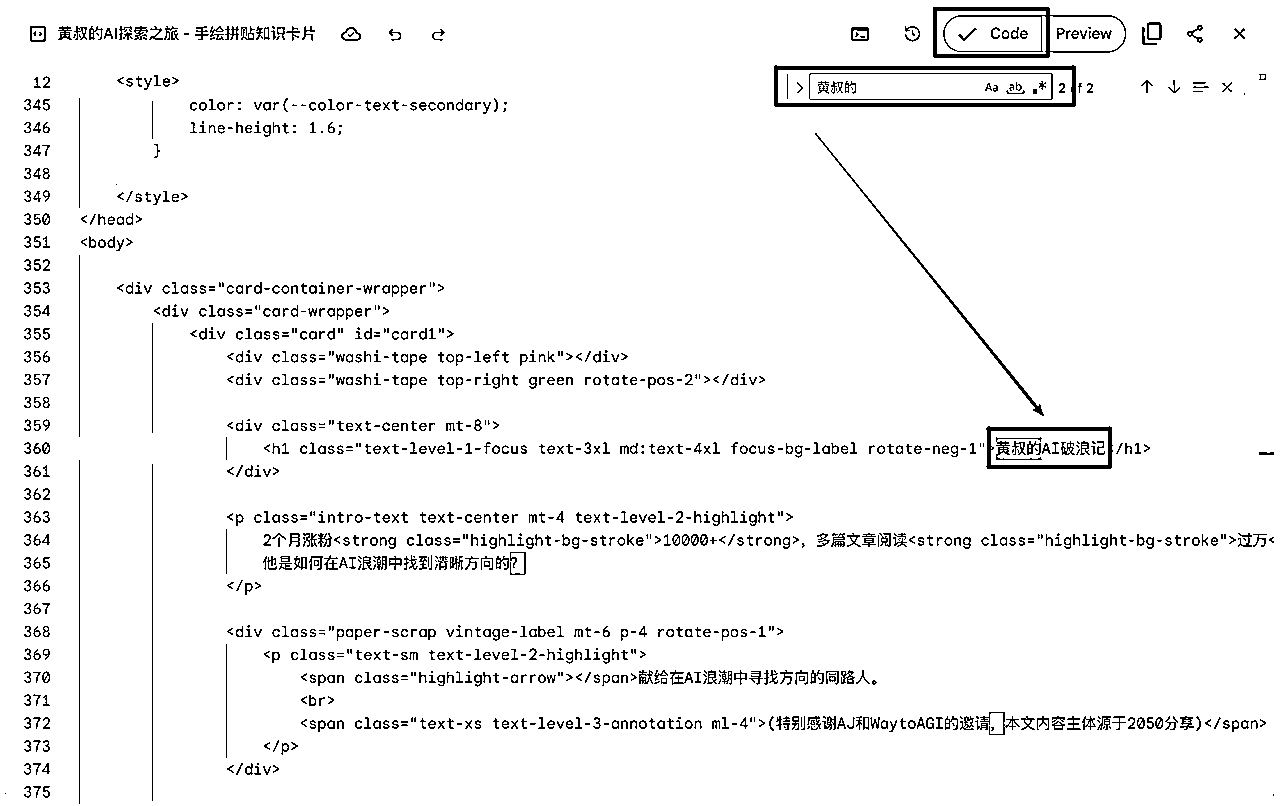 黄叔的AI探索之旅 - 手绘拼贴知识卡片
Code
Preview
黄叔的
Aa
ab
.*
2 of 2
12 <style>
345 color: var(--color-text-secondary);
346 line-height: 1.6;
347 }
348
349 </style>
350 </head>
351 <body>
352
353 <div class="card-container-wrapper">
354 <div class="card-wrapper">
355 <div class="card" id="card1">
356 <div class="washi-tape top-left pink"></div>
357 <div class="washi-tape top-right green rotate-pos-2"></div>
358
359 <div class="text-center mt-8">
360 <h1 class="text-level-1-focus text-3xl md:text-4xl focus-bg-label rotate-neg-1">黄叔的AI破浪记</h1>
361 </div>
362
363 <p class="intro-text text-center mt-4 text-level-2-highlight">
364 2个月涨粉<strong class="highlight-bg-stroke">10000+</strong>，多篇文章阅读<strong class="highlight-bg-stroke">过万<
365 他是如何在AI浪潮中找到清晰方向的？
366 </p>
367
368 <div class="paper-scrap vintage-label mt-6 p-4 rotate-pos-1">
369 <p class="text-sm text-level-2-highlight">
370 <span class="highlight-arrow"></span>献给在AI浪潮中寻找方向的同路人。
371 <br>
372 <span class="text-xs text-level-3-annotation ml-4">(特别感谢AJ和WaytoAGI的邀请，本文内容主体源于2050分享)</span>
373 </p>
374 </div>
375